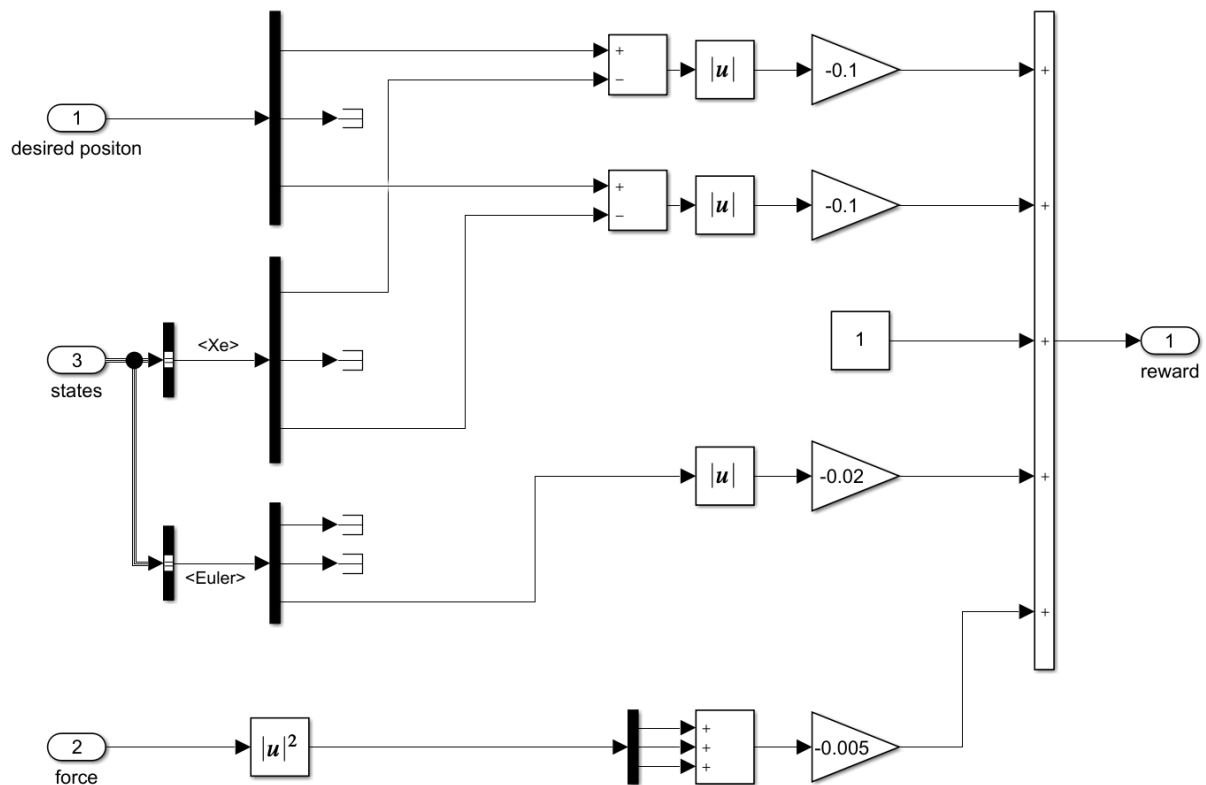 +
−
|u|
-0.1
+
1
desired positon
+
−
|u|
-0.1
+
<Xe>
3
states
1
+
1
reward
|u|
-0.02
+
<Euler>
+
2
force
|u|²
+
+
+
-0.005